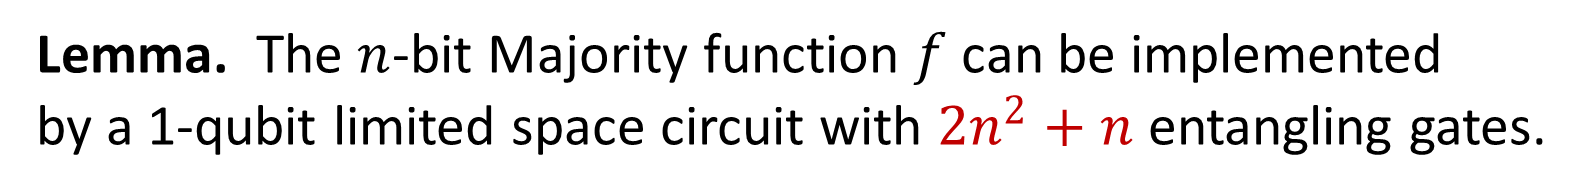 Lemma. The n-bit Majority function f can be implemented
by a 1-qubit limited space circuit with 2n² + n entangling gates.